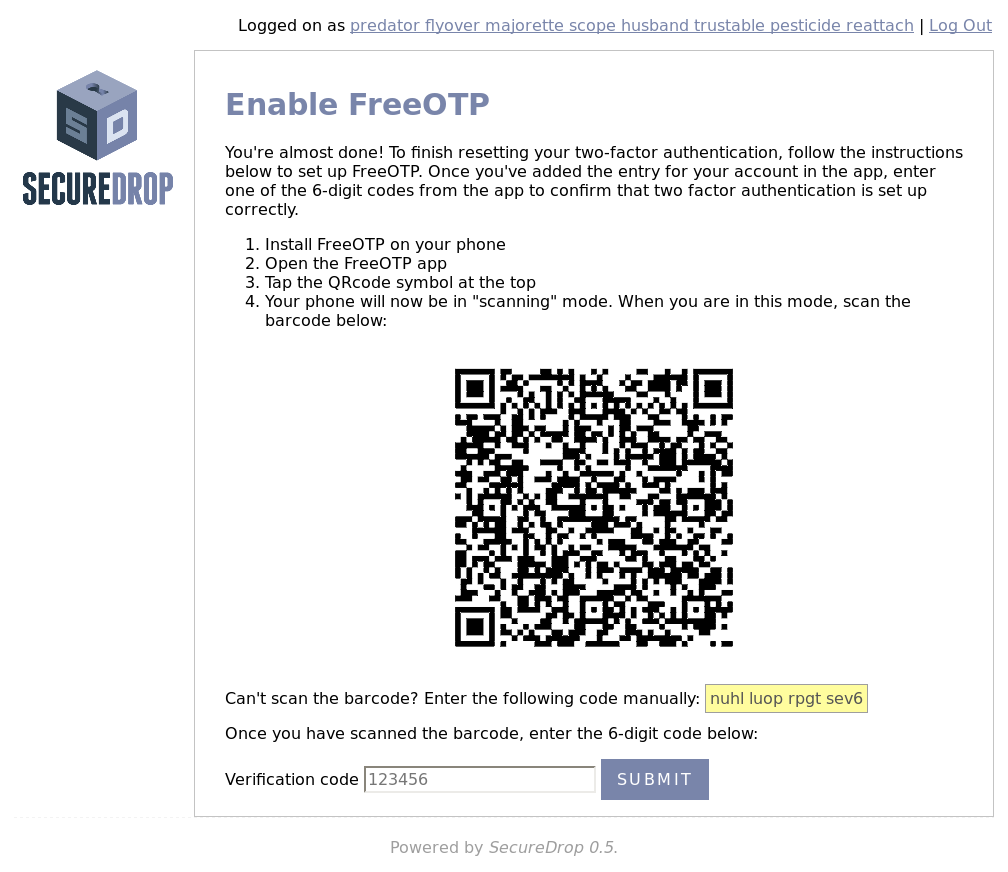 Logged on as predator flyover majorette scope husband trustable pesticide reattach | Log Out
SD
SECUREDROP
Enable FreeOTP
You're almost done! To finish resetting your two-factor authentication, follow the instructions
below to set up FreeOTP. Once you've added the entry for your account in the app, enter
one of the 6-digit codes from the app to confirm that two factor authentication is set up
correctly.
1. Install FreeOTP on your phone
2. Open the FreeOTP app
3. Tap the QRcode symbol at the top
4. Your phone will now be in "scanning" mode. When you are in this mode, scan the
barcode below:
Can't scan the barcode? Enter the following code manually: nuhl luop rpgt sev6
Once you have scanned the barcode, enter the 6-digit code below:
Verification code 123456 SUBMIT
Powered by SecureDrop 0.5.